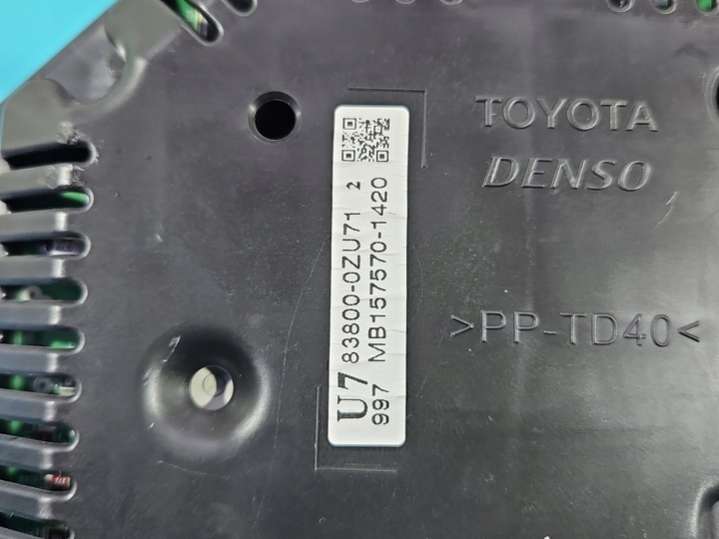 TOYOTA
DENSO
U7 83800-0ZU71 2
997 MB157570-1420
>PP-TD40<